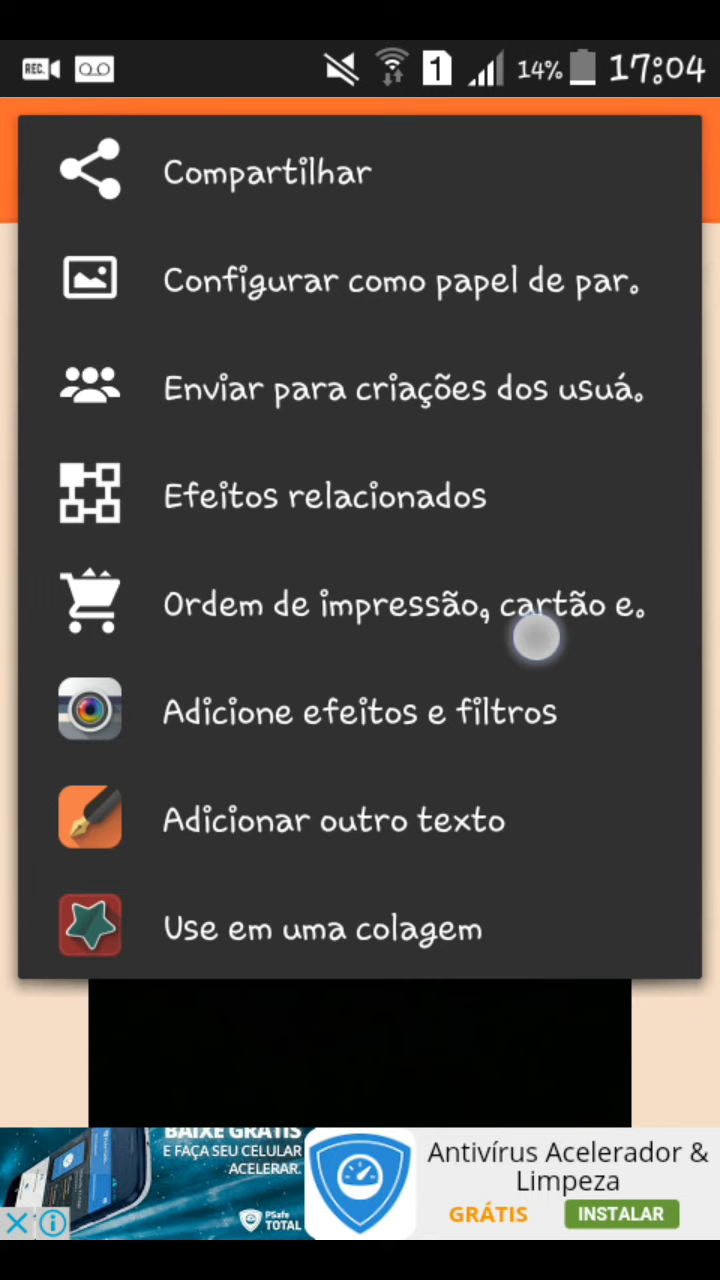 REC.
1
14%
17:04
Compartilhar
Configurar como papel de par.
Enviar para criações dos usuá.
Efeitos relacionados
Ordem de impressão, cartão e.
Adicione efeitos e filtros
Adicionar outro texto
Use em uma colagem
BAIXE GRÁTIS
E FAÇA SEU CELULAR
ACELERAR.
PSafe
TOTAL
Antivírus Acelerador &
Limpeza
GRÁTIS
INSTALAR